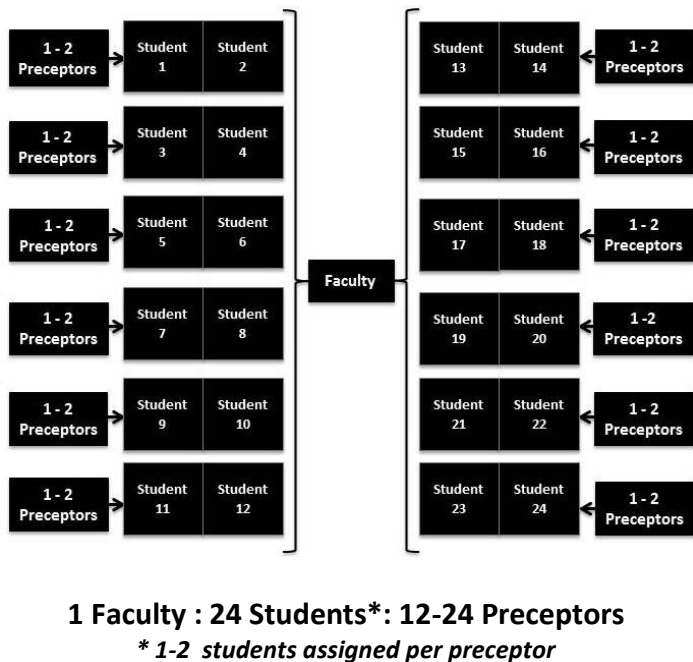 1 - 2
Preceptors
Student
1
Student
2
1 - 2
Preceptors
Student
3
Student
4
1 - 2
Preceptors
Student
5
Student
6
1 - 2
Preceptors
Student
7
Student
8
1 - 2
Preceptors
Student
9
Student
10
1 - 2
Preceptors
Student
11
Student
12
Faculty
Student
13
Student
14
1 - 2
Preceptors
Student
15
Student
16
1 - 2
Preceptors
Student
17
Student
18
1 - 2
Preceptors
Student
19
Student
20
1 -2
Preceptors
Student
21
Student
22
1 - 2
Preceptors
Student
23
Student
24
1 - 2
Preceptors
1 Faculty : 24 Students*: 12-24 Preceptors
* 1-2 students assigned per preceptor